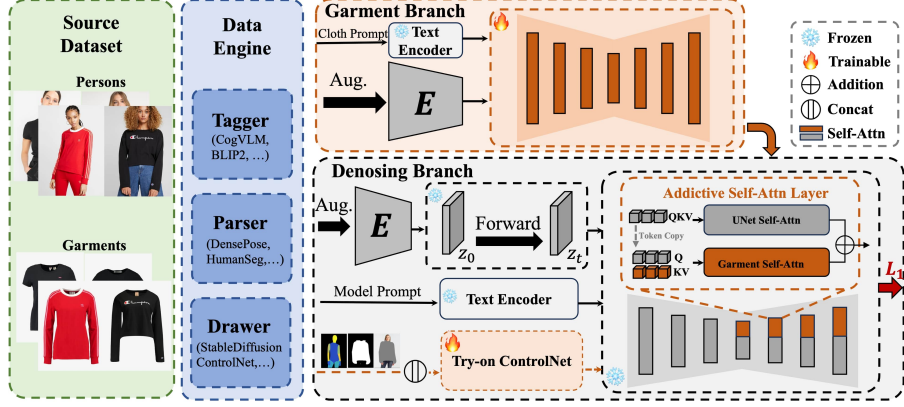 Source
Dataset
Persons
Champion
Garments
Champion
Data
Engine
Tagger
(CogVLM,
BLIP2, …)
Parser
(DensePose,
HumanSeg,…)
Drawer
(StableDiffusion
ControlNet,…)
Garment Branch
Cloth Prompt
Text
Encoder
Aug.
E
Frozen
Trainable
Addition
Concat
Self-Attn
Denosing Branch
Aug.
E
z0
Forward
zt
Model Prompt
Text Encoder
Try-on ControlNet
Addictive Self-Attn Layer
QKV
UNet Self-Attn
Token Copy
Q
KV
Garment Self-Attn
L1